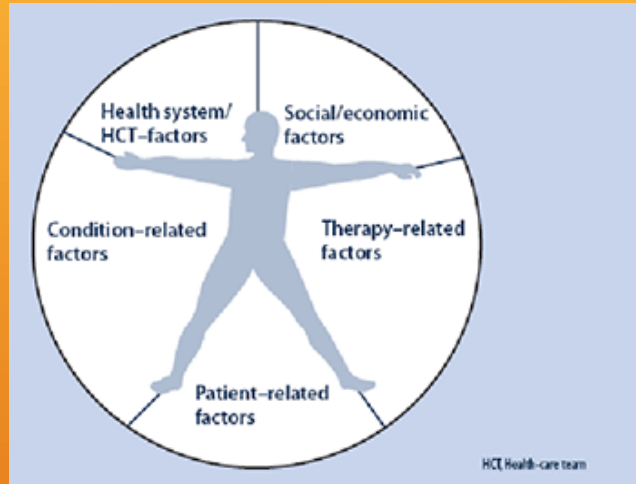 Health system/
HCT–factors
Social/economic
factors
Condition–related
factors
Therapy–related
factors
Patient–related
factors
HCT, Health-care team